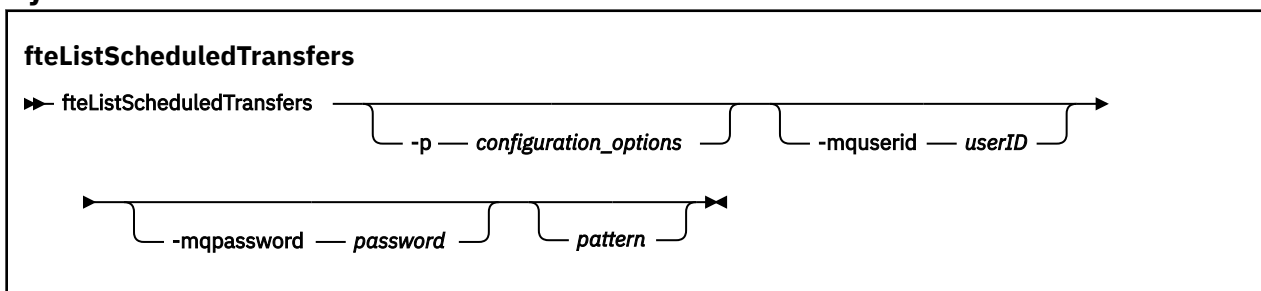 fteListScheduledTransfers
fteListScheduledTransfers
-p configuration_options -mquserid userID
-mqpassword password pattern